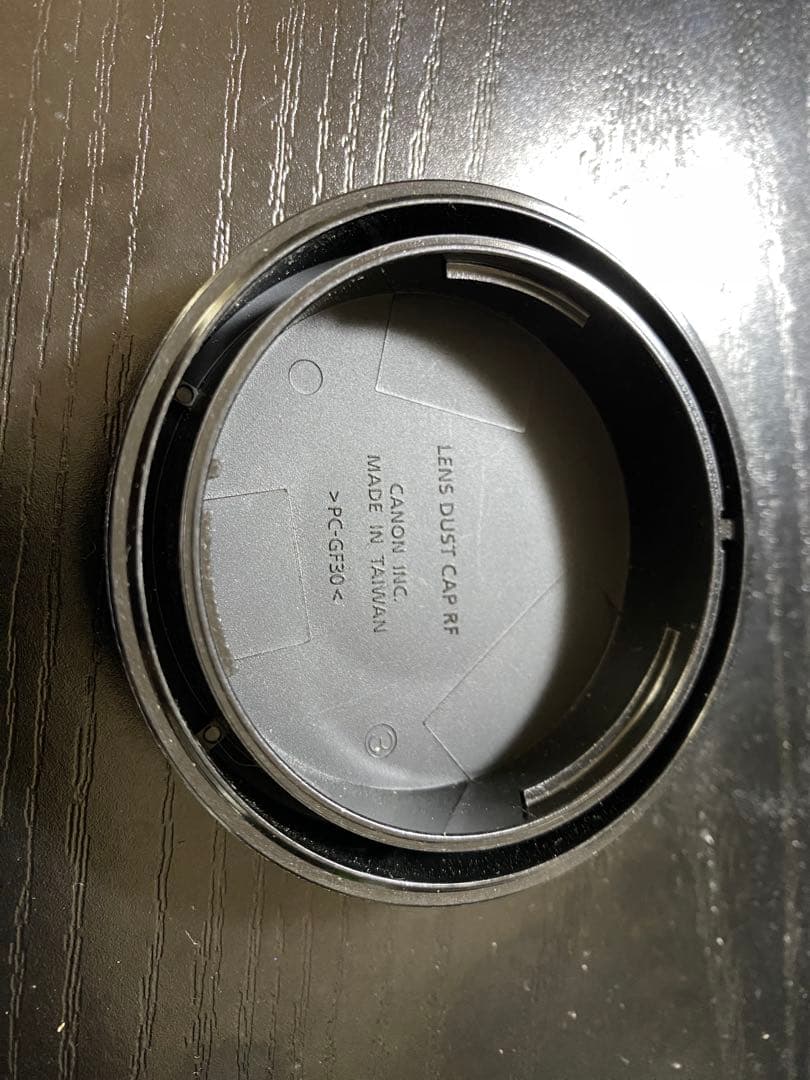 LENS DUST CAP RF
CANON INC.
MADE IN TAIWAN
>PC-GF30<